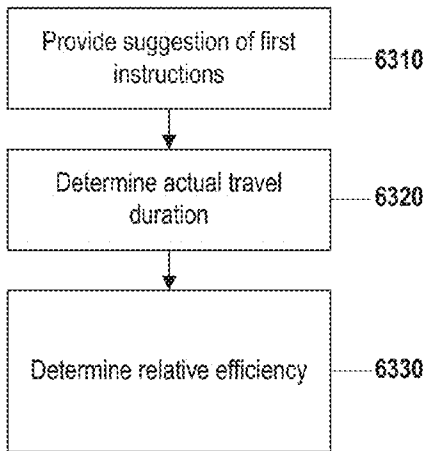 Provide suggestion of first
instructions
6310
Determine actual travel
duration
6320
Determine relative efficiency
6330